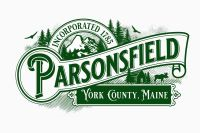 INCORPORATED 1785
PARSONSFIELD
YORK COUNTY, MAINE